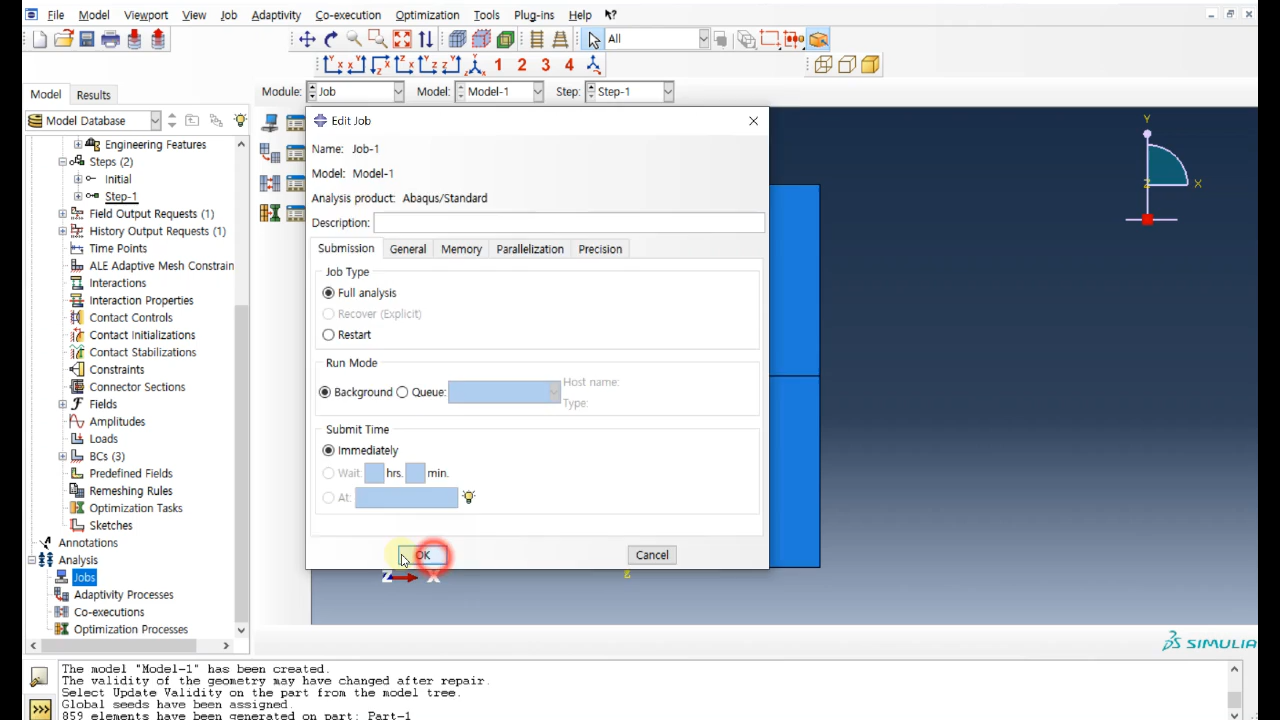 File Model Viewport View Job Adaptivity Co-execution Optimization Tools Plug-ins Help
All
1 2 3 4
Model Results
Module: Job Model: Model-1 Step: Step-1
Model Database
Engineering Features
Steps (2)
Initial
Step-1
Field Output Requests (1)
History Output Requests (1)
Time Points
ALE Adaptive Mesh Constrain
Interactions
Interaction Properties
Contact Controls
Contact Initializations
Contact Stabilizations
Constraints
Connector Sections
Fields
Amplitudes
Loads
BCs (3)
Predefined Fields
Remeshing Rules
Optimization Tasks
Sketches
Annotations
Analysis
Jobs
Adaptivity Processes
Co-executions
Optimization Processes
Edit Job
Name: Job-1
Model: Model-1
Analysis product: Abaqus/Standard
Description:
Submission General Memory Parallelization Precision
Job Type
Full analysis
Recover (Explicit)
Restart
Run Mode
Background Queue: Host name:
Type:
Submit Time
Immediately
Wait: hrs. min.
At:
OK Cancel
Y
Z X
Z X
Z
SIMULIA
The model "Model-1" has been created.
The validity of the geometry may have changed after repair.
Select Update Validity on the part from the model tree.
Global seeds have been assigned.
859 elements have been generated on part: Part-1